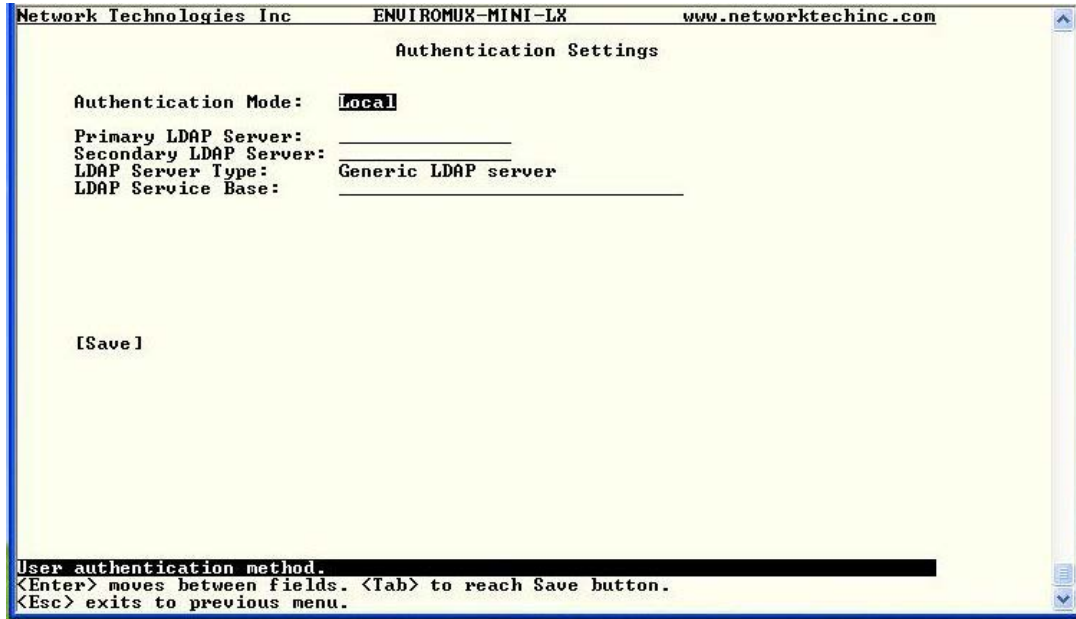 Network Technologies Inc ENVIROMUX-MINI-LX www.networktechinc.com
Authentication Settings
Authentication Mode: Local
Primary LDAP Server:
Secondary LDAP Server:
LDAP Server Type: Generic LDAP server
LDAP Service Base:
[Save]
User authentication method.
<Enter> moves between fields. <Tab> to reach Save button.
<Esc> exits to previous menu.